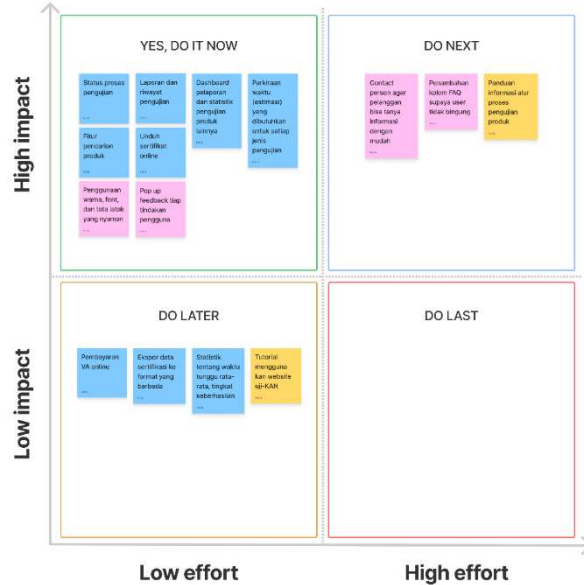 High impact
YES, DO IT NOW
Status proses
pengujian
Laporan dan
riwayat
pengujian
Dashboard
pelaporan
dan statistik
pengujian
produk
lainnya
Perkiraan
waktu
(estimasi)
yang
dibutuhkan
untuk setiap
jenis
pengujian
Fitur
pencarian
produk
Unduh
sertifikat
online
Penggunaan
warna, font,
dan tata letak
yang nyaman
Pop up
feedback tiap
tindakan
pengguna
DO NEXT
Contact
person agar
pelanggan
bisa tanya
informasi
dengan
mudah
Penambahan
kolom FAQ
supaya user
tidak bingung
Panduan
informasi alur
proses
pengujian
produk
Low impact
DO LATER
Pembayaran
VA online
Ekspor data
sertifikasi ke
format yang
berbeda
Statistik
tentang waktu
tunggu rata-
rata, tingkat
keberhasilan
Tutorial
mengguna
kan website
uji-KAN
DO LAST
Low effort
High effort